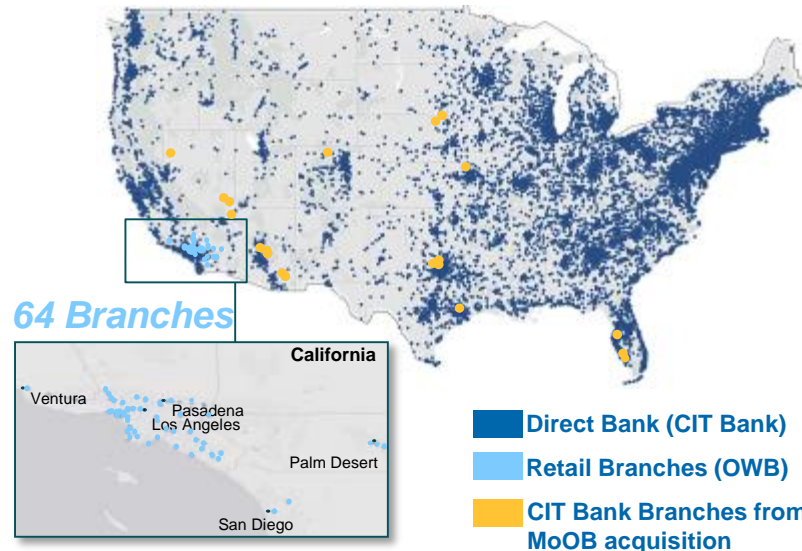 64 Branches
California
Ventura
Pasadena
Los Angeles
Palm Desert
San Diego
Direct Bank (CIT Bank)
Retail Branches (OWB)
CIT Bank Branches from
MoOB acquisition